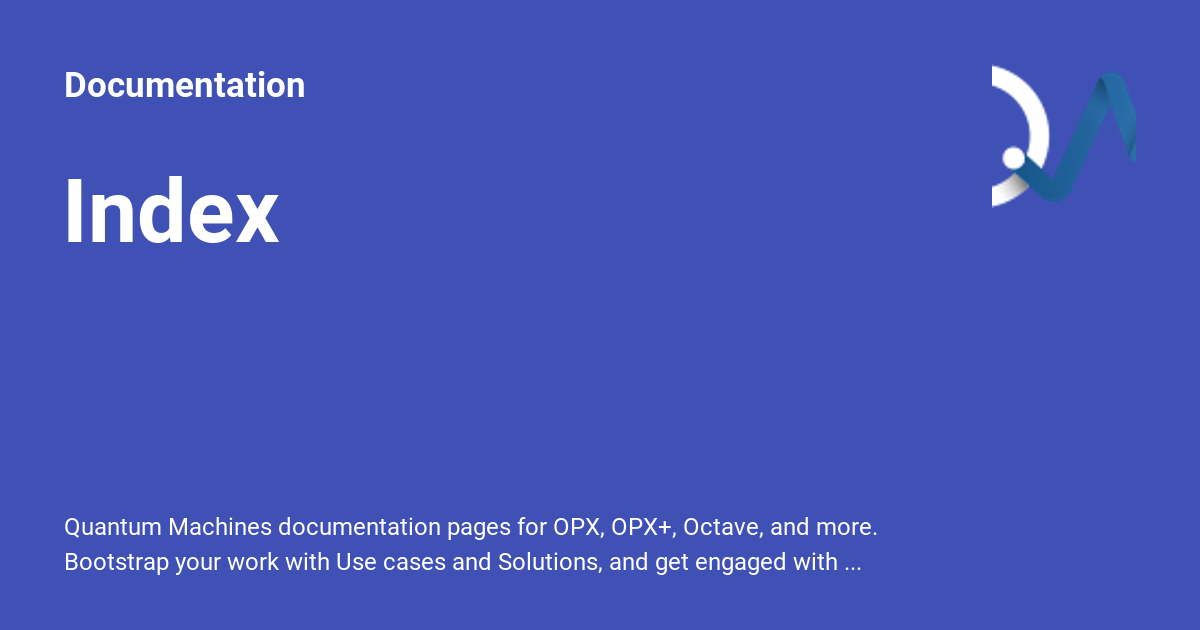 Documentation
Index
Quantum Machines documentation pages for OPX, OPX+, Octave, and more.
Bootstrap your work with Use cases and Solutions, and get engaged with ...